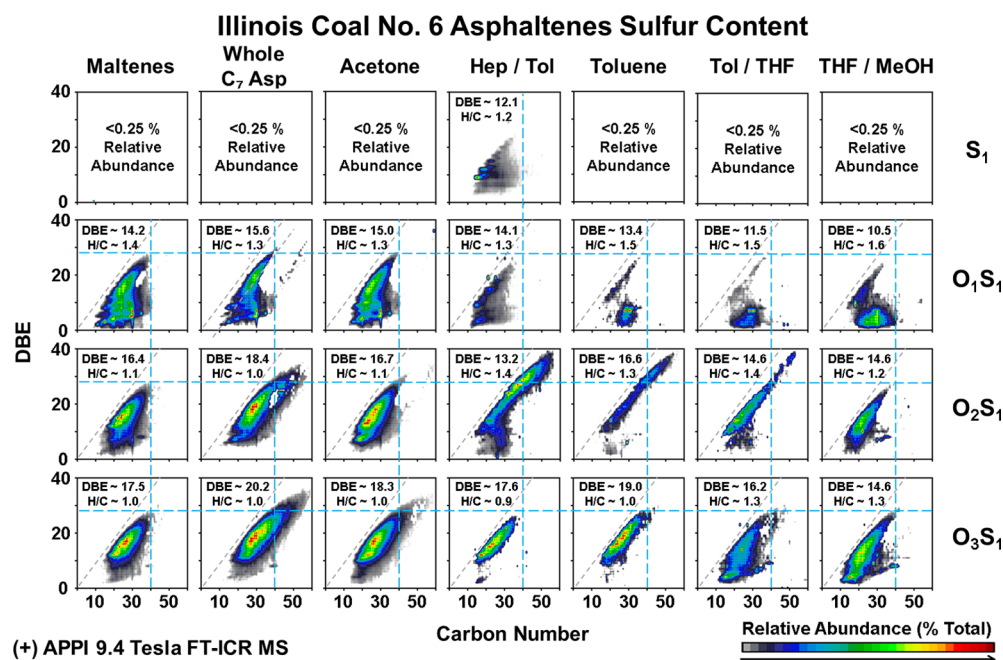 Illinois Coal No. 6 Asphaltenes Sulfur Content
Maltenes
Whole
C₇ Asp
Acetone
Hep / Tol
Toluene
Tol / THF
THF / MeOH
40
20
0
<0.25 %
Relative
Abundance
<0.25 %
Relative
Abundance
<0.25 %
Relative
Abundance
DBE ~ 12.1
H/C ~ 1.2
<0.25 %
Relative
Abundance
<0.25 %
Relative
Abundance
<0.25 %
Relative
Abundance
S₁
40
20
0
DBE ~ 14.2
H/C ~ 1.4
DBE ~ 15.6
H/C ~ 1.3
DBE ~ 15.0
H/C ~ 1.3
DBE ~ 14.1
H/C ~ 1.3
DBE ~ 13.4
H/C ~ 1.5
DBE ~ 11.5
H/C ~ 1.5
DBE ~ 10.5
H/C ~ 1.6
O₁S₁
DBE
40
20
0
DBE ~ 16.4
H/C ~ 1.1
DBE ~ 18.4
H/C ~ 1.0
DBE ~ 16.7
H/C ~ 1.1
DBE ~ 13.2
H/C ~ 1.4
DBE ~ 16.6
H/C ~ 1.3
DBE ~ 14.6
H/C ~ 1.4
DBE ~ 14.6
H/C ~ 1.2
O₂S₁
40
20
0
DBE ~ 17.5
H/C ~ 1.0
DBE ~ 20.2
H/C ~ 1.0
DBE ~ 18.3
H/C ~ 1.0
DBE ~ 17.6
H/C ~ 0.9
DBE ~ 19.0
H/C ~ 1.0
DBE ~ 16.2
H/C ~ 1.3
DBE ~ 14.6
H/C ~ 1.3
O₃S₁
10 30 50
10 30 50
10 30 50
10 30 50
10 30 50
10 30 50
10 30 50
Carbon Number
Relative Abundance (% Total)
(+) APPI 9.4 Tesla FT-ICR MS